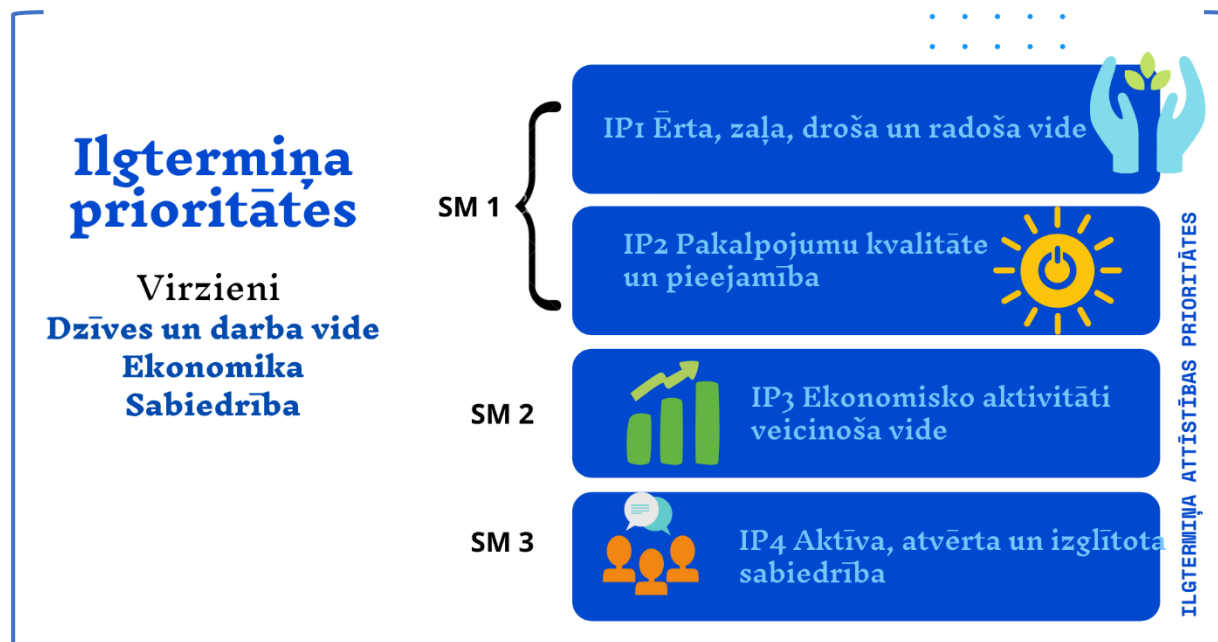 Ilgtermiņa
prioritātes
Virzieni
Dzīves un darba vide
Ekonomika
Sabiedrība
SM 1
IP1 Ērta, zaļa, droša un radoša vide
IP2 Pakalpojumu kvalitāte
un pieejamība
SM 2
IP3 Ekonomisko aktivitāti
veicinoša vide
SM 3
IP4 Aktīva, atvērta un izglītota
sabiedrība
ILGTERMIŅA ATTĪSTĪBAS PRIORITĀTES